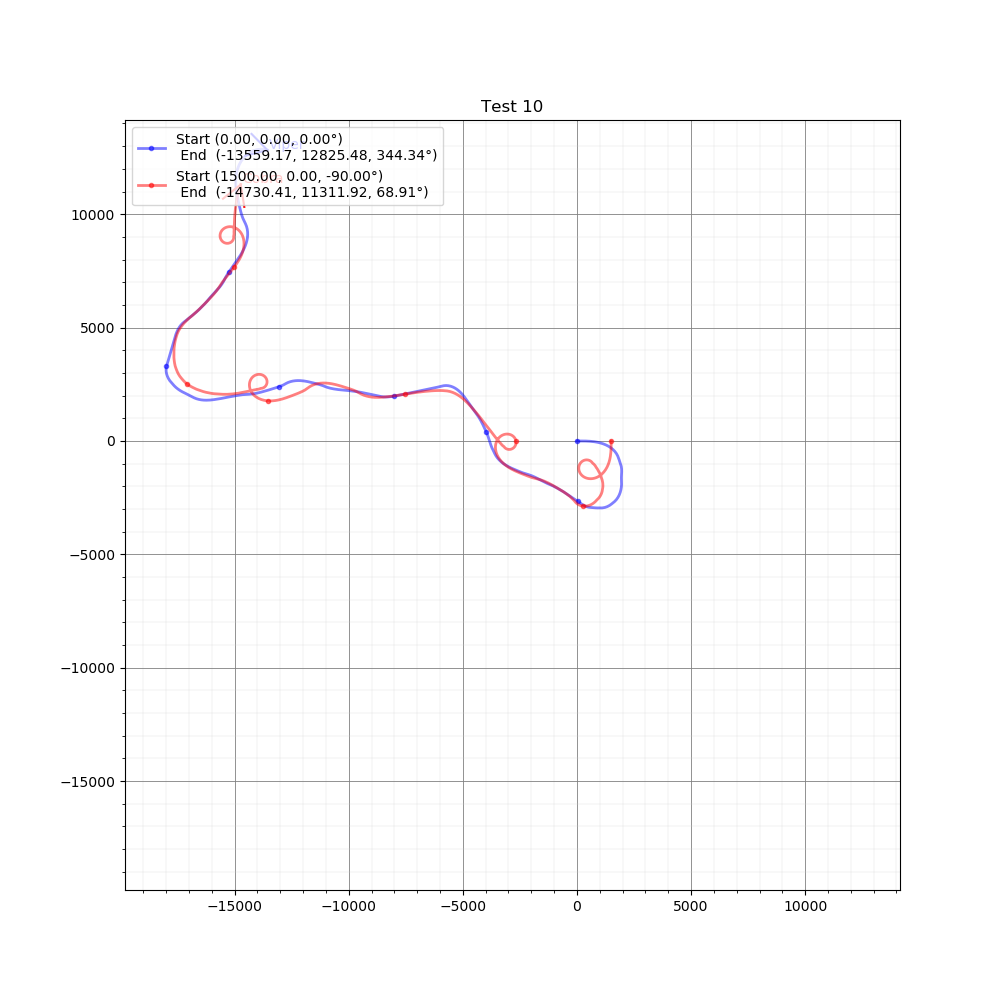 Test 10
Start (0.00, 0.00, 0.00°)
End (-13559.17, 12825.48, 344.34°)
Start (1500.00, 0.00, -90.00°)
End (-14730.41, 11311.92, 68.91°)
10000
5000
0
−5000
−10000
−15000
−15000 −10000 −5000 0 5000 10000